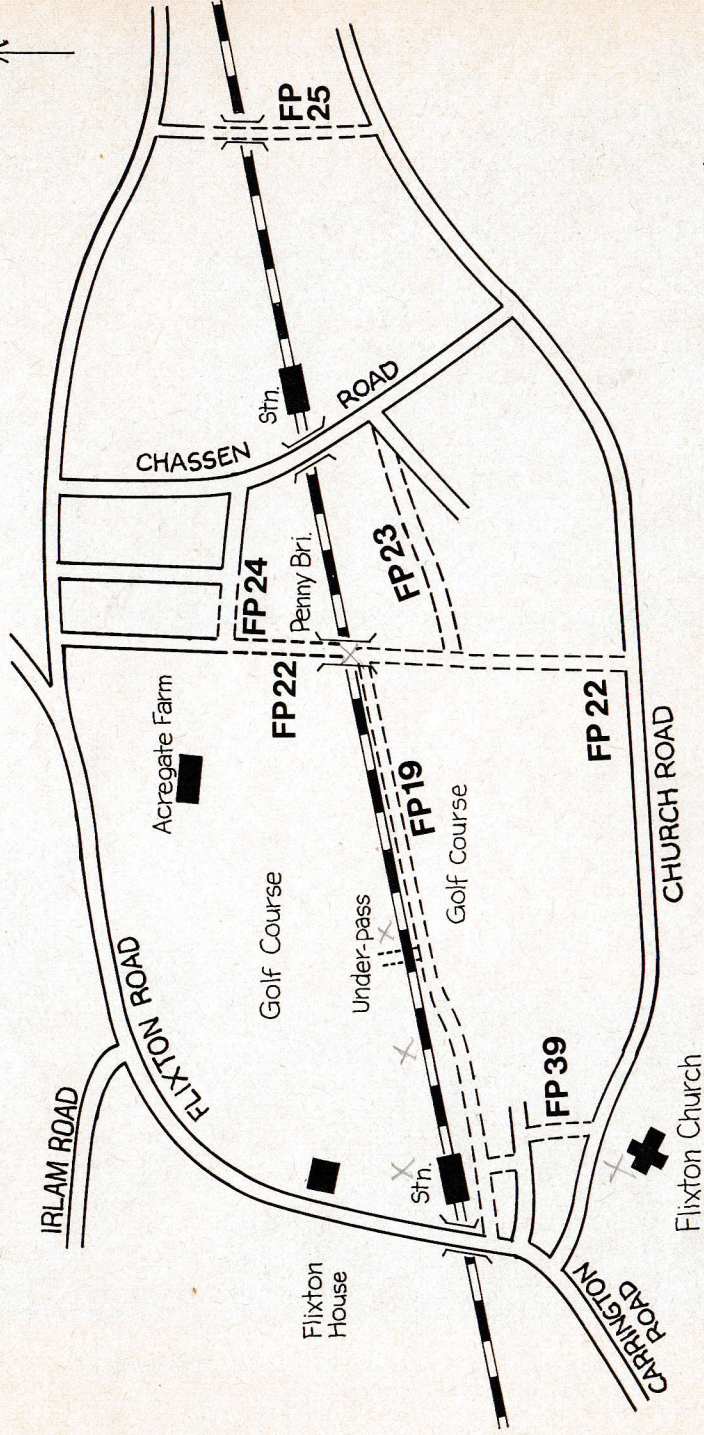 IRLAM ROAD
FLIXTON ROAD
Flixton
House
Acregate Farm
Golf Course
Under-pass
Stn.
FP 39
CARRINGTON
ROAD
Flixton Church
CHURCH ROAD
Golf Course
FP 19
FP 22
FP 22
Penny Bri.
FP 24
FP 23
CHASSEN
ROAD
Stn.
FP
25